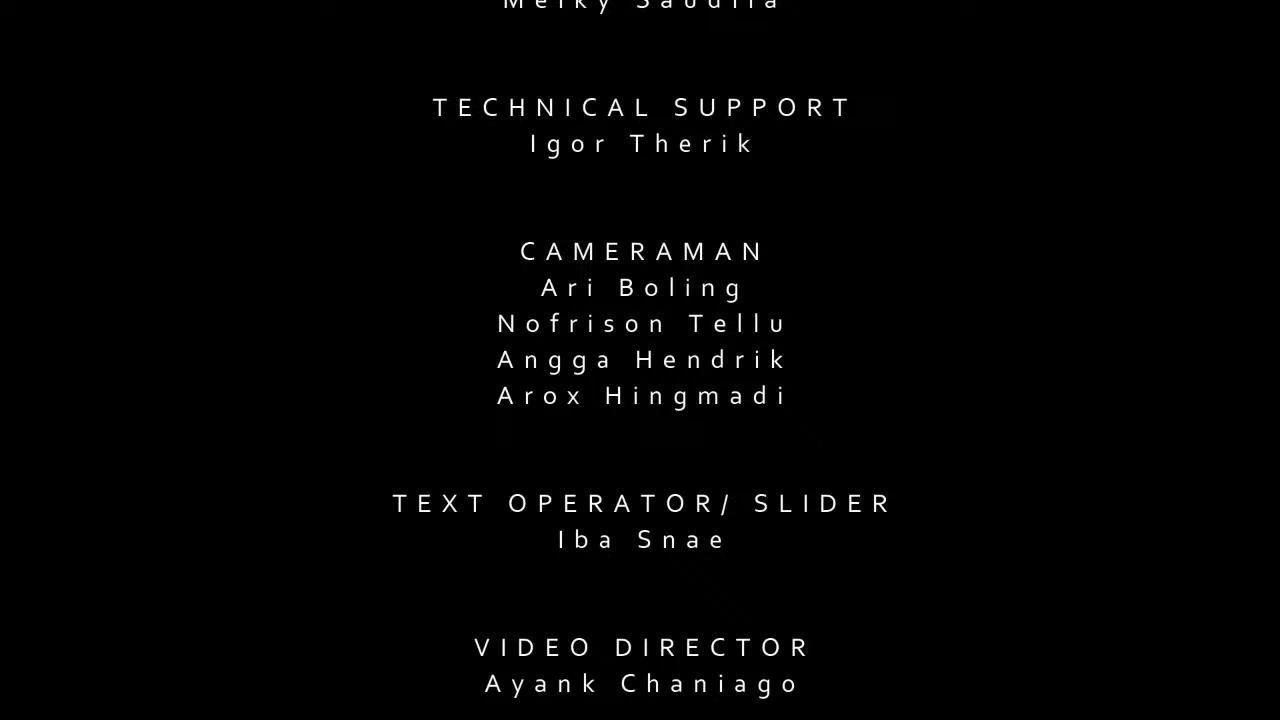 TECHNICAL SUPPORT
Igor Therik
CAMERAMAN
Ari Boling
Nofrison Tellu
Angga Hendrik
Arox Hingmadi
TEXT OPERATOR/ SLIDER
Iba Snae
VIDEO DIRECTOR
Ayank Chaniago